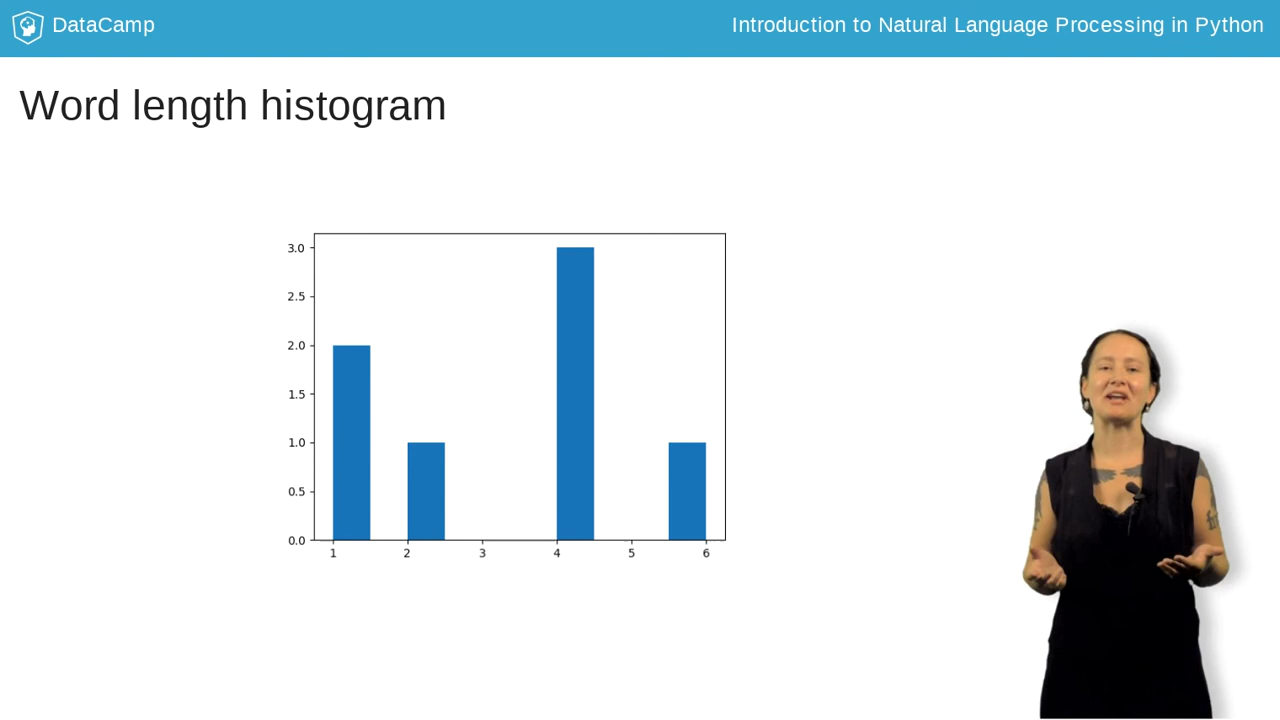 DataCamp
Introduction to Natural Language Processing in Python
Word length histogram
3.0
2.5
2.0
1.5
1.0
0.5
0.0
1 2 3 4 5 6